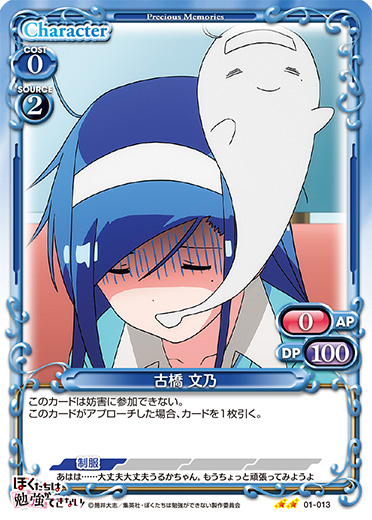 Precious Memories
Character
COST
0
SOURCE
2
0 AP
DP 100
古橋 文乃
このカードは妨害に参加できない。
このカードがアプローチした場合、カードを1枚引く。
制服
あはは……大丈夫大丈夫うるかちゃん。もうちょっと頑張ってみようよ
ぼくたちは勉強ができない
©筒井大志／集英社・ぼくたちは勉強ができない製作委員会
01-013